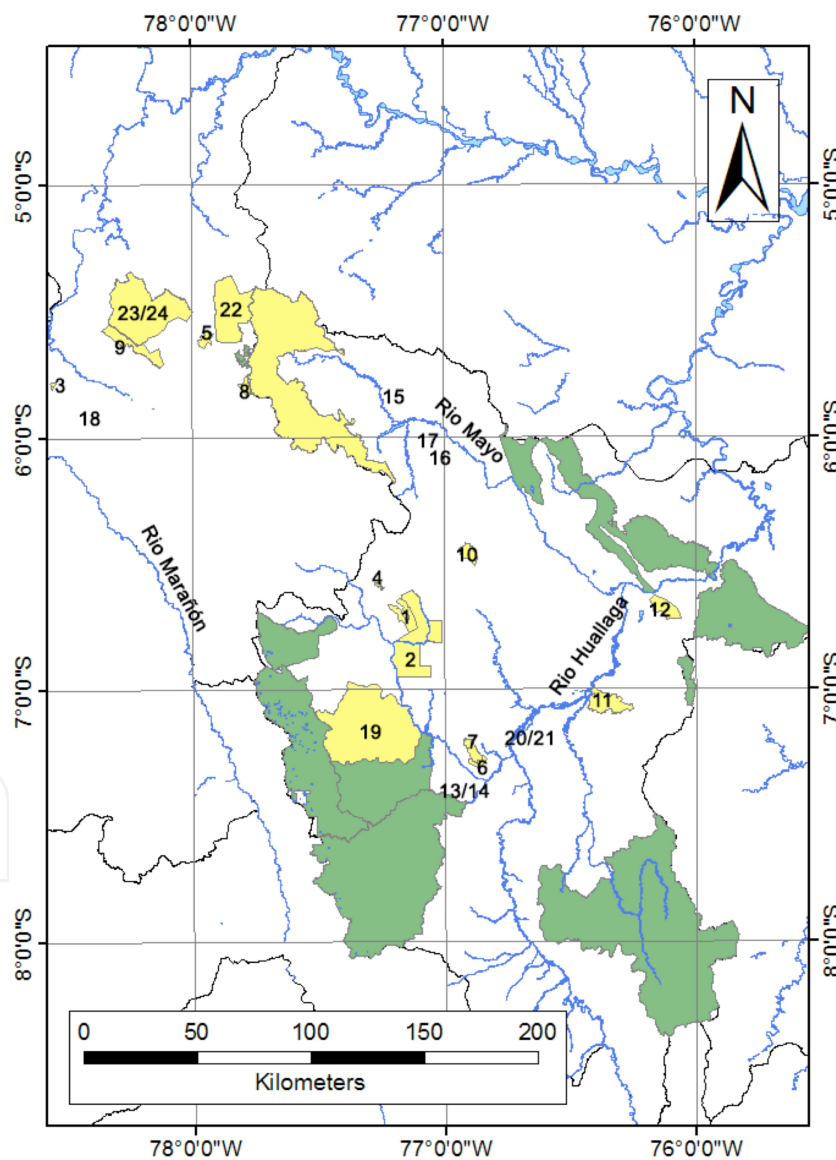 78°0'0"W 77°0'0"W 76°0'0"W
N
5°0'0"S 5°0'0"S
23/24 22
5
9
3 8 15
18 Rio Mayo
17
16
6°0'0"S 6°0'0"S
Rio Marañón
10
4
1 12
2 Rio Huallaga
7°0'0"S 11 7°0'0"S
19 7 20/21
6
13/14
8°0'0"S 8°0'0"S
0 50 100 150 200
Kilometers
78°0'0"W 77°0'0"W 76°0'0"W